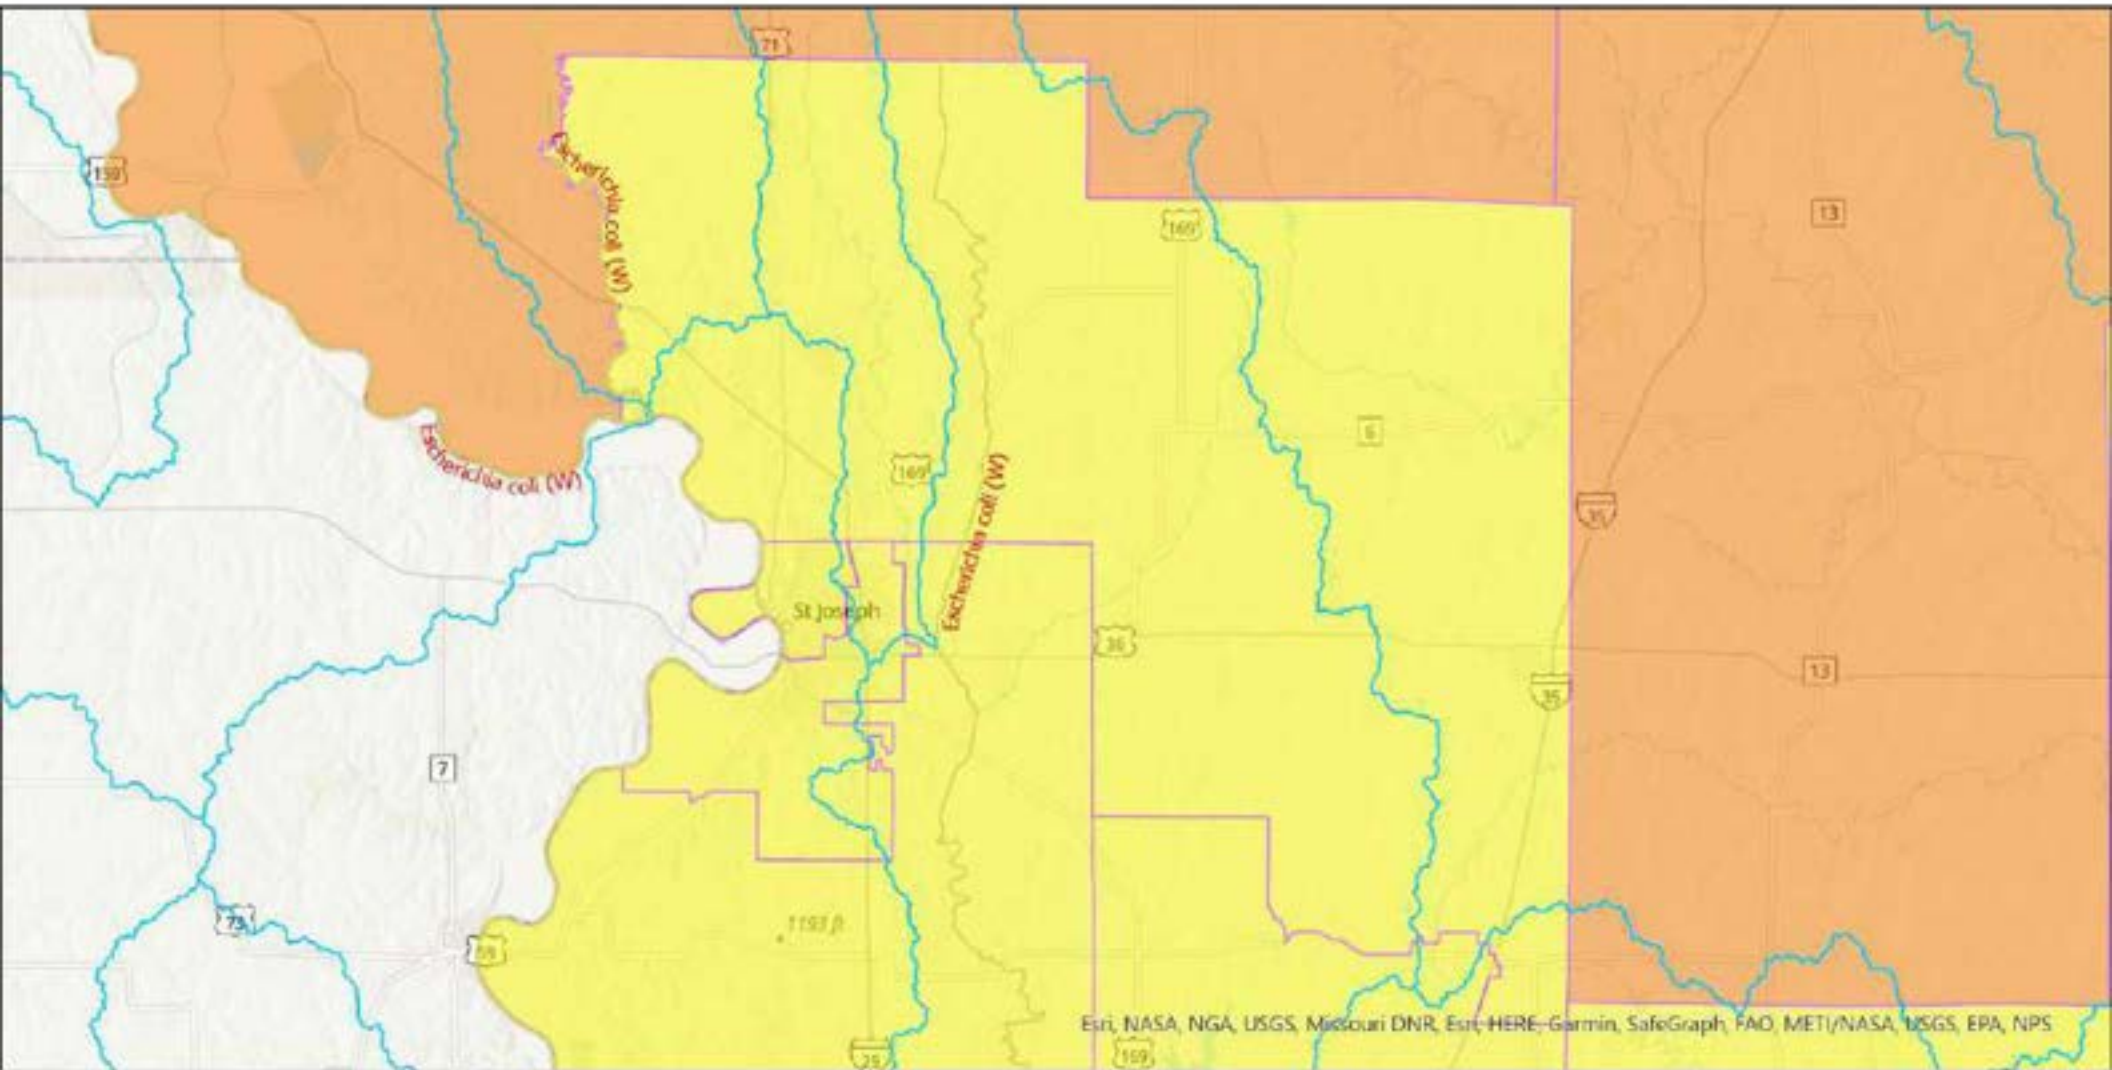 71
159
Escherichia coli (W)
13
169
6
Escherichia coli (W)
169
Escherichia coli (W)
35
St Joseph
36
13
35
7
1193 ft
73
59
Esri, NASA, NGA, USGS, Missouri DNR, Esri, HERE, Garmin, SafeGraph, FAO, METI/NASA, USGS, EPA, NPS
29
169